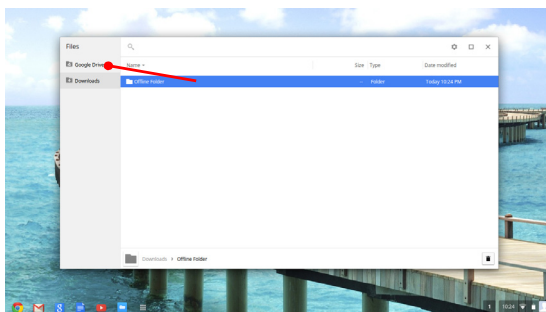 Files
Google Drive
Name
Size
Type
Date modified
Downloads
Offline Folder
-
Folder
Today 10:24 PM
Downloads
Offline Folder
1
10:24